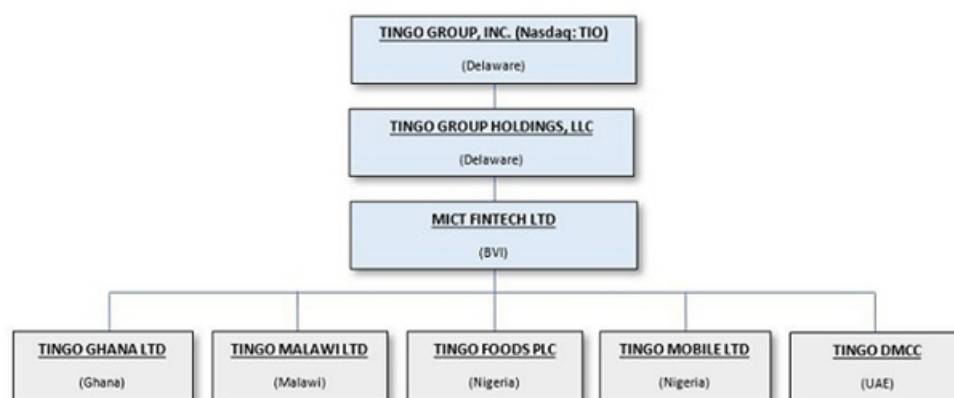 TINGO GROUP, INC. (Nasdaq: TIO)
(Delaware)
TINGO GROUP HOLDINGS, LLC
(Delaware)
MICT FINTECH LTD
(BVI)
TINGO GHANA LTD
(Ghana)
TINGO MALAWI LTD
(Malawi)
TINGO FOODS PLC
(Nigeria)
TINGO MOBILE LTD
(Nigeria)
TINGO DMCC
(UAE)